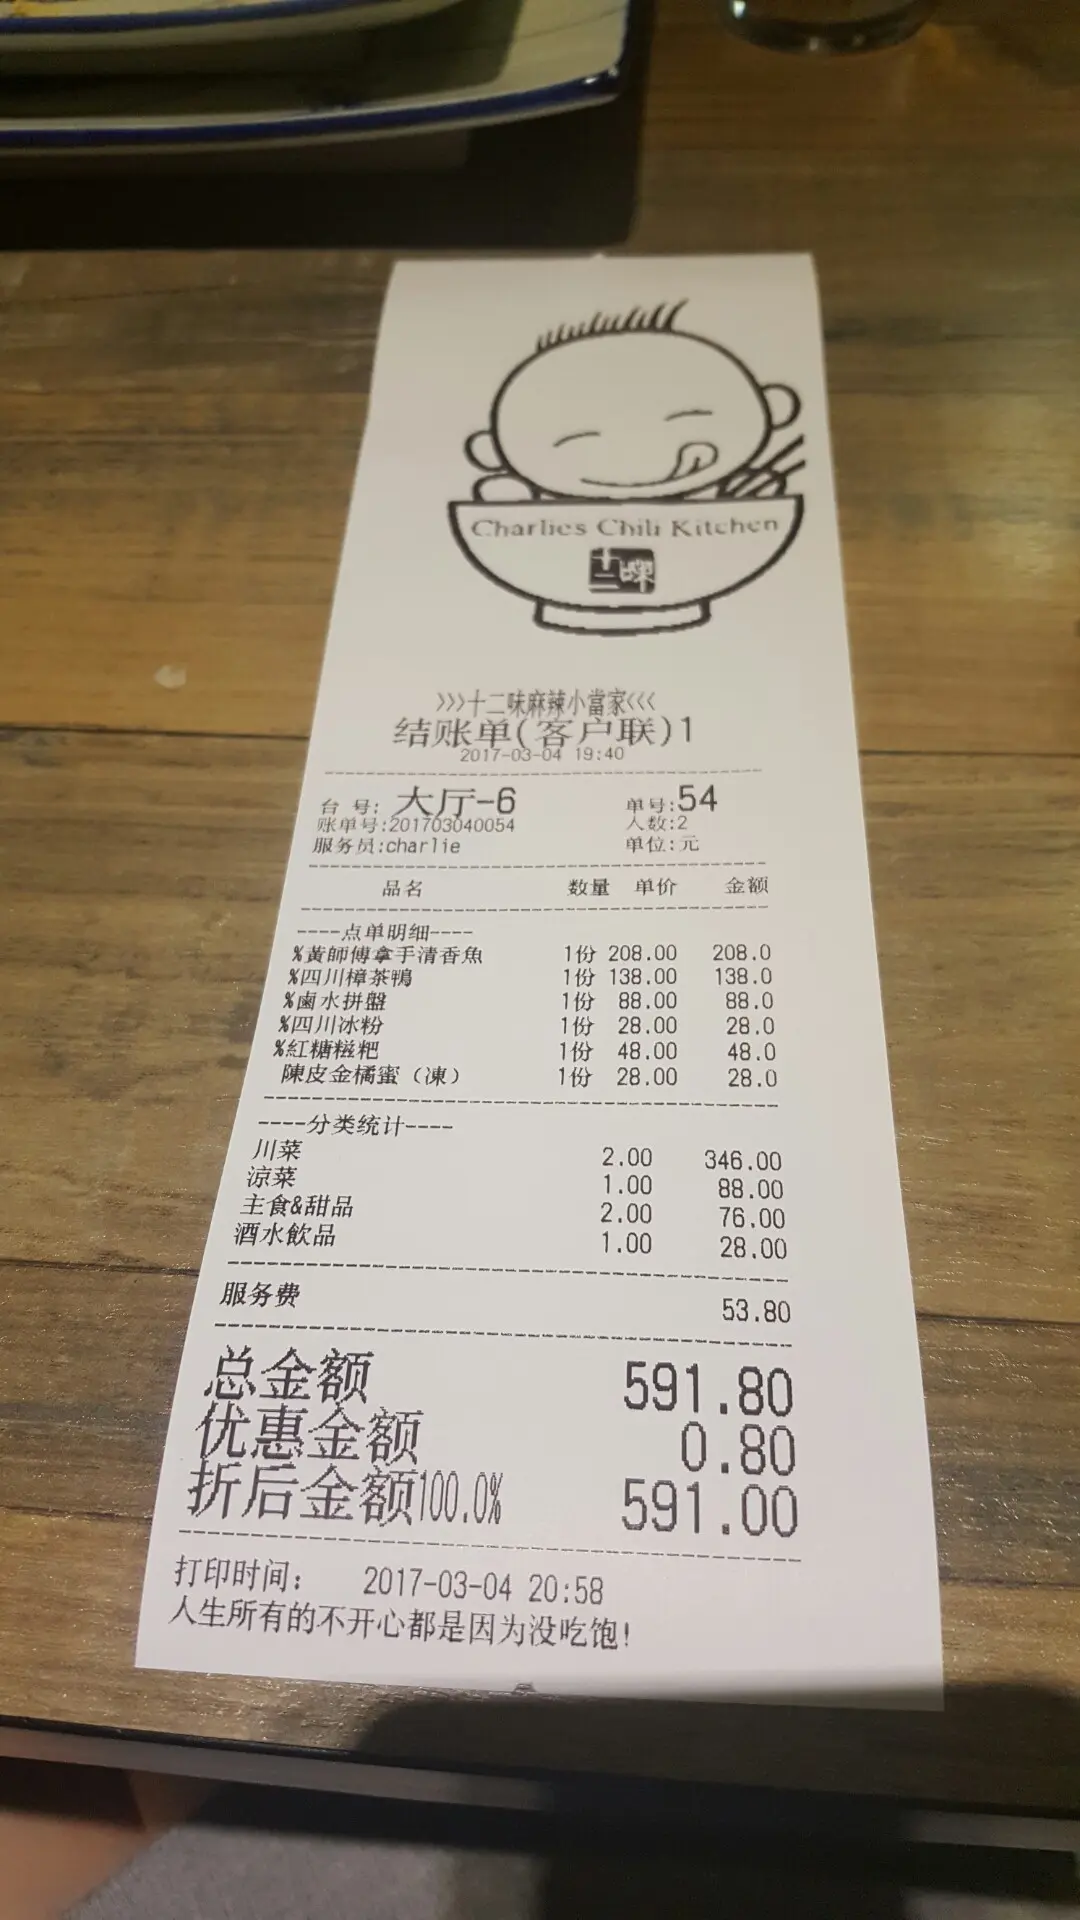 Charlies Chili Kitchen
十二味
>>>十二味麻辣小當家<<<
结账单(客户联)1
2017-03-04 19:40
台 号: 大厅-6 单号:54
账单号:201703040054 人数:2
服务员:charlie 单位:元
品名 数量 单价 金额
----点单明细----
%黃師傅拿手清香魚 1份 208.00 208.0
%四川樟茶鴨 1份 138.00 138.0
%鹵水拼盤 1份 88.00 88.0
%四川冰粉 1份 28.00 28.0
%紅糖糍粑 1份 48.00 48.0
陳皮金橘蜜（凍） 1份 28.00 28.0
----分类统计----
川菜 2.00 346.00
涼菜 1.00 88.00
主食&甜品 2.00 76.00
酒水飲品 1.00 28.00
服务费 53.80
总金额 591.80
优惠金额 0.80
折后金额100.0% 591.00
打印时间： 2017-03-04 20:58
人生所有的不开心都是因为没吃饱!